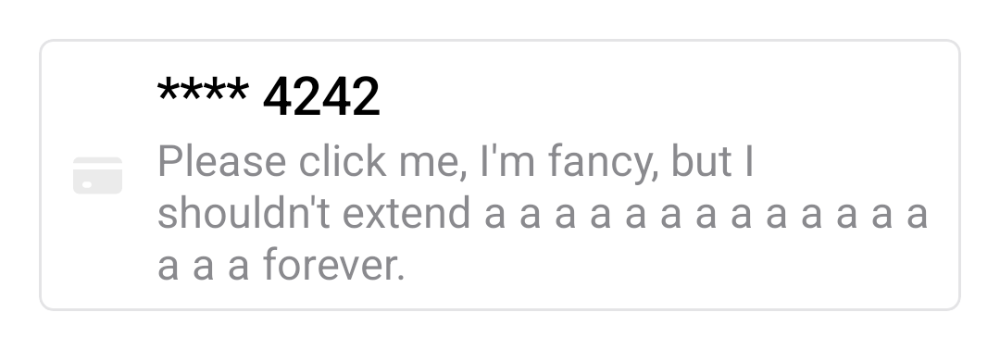 **** 4242
Please click me, I'm fancy, but I
shouldn't extend a a a a a a a a a a a a a
a a a forever.